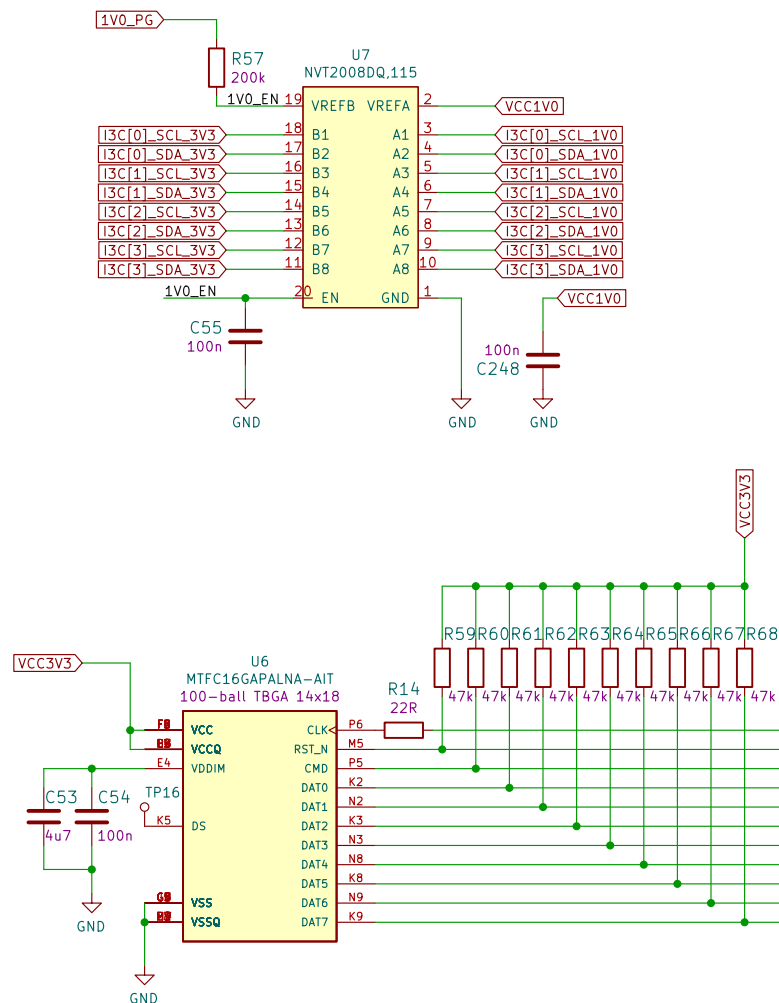 1V0_PG
R57
200k
U7
NVT2008DQ,115
1V0_EN 19 VREFB VREFA 2 VCC1V0
I3C[0]_SCL_3V3 18 B1 A1 3 I3C[0]_SCL_1V0
I3C[0]_SDA_3V3 17 B2 A2 4 I3C[0]_SDA_1V0
I3C[1]_SCL_3V3 16 B3 A3 5 I3C[1]_SCL_1V0
I3C[1]_SDA_3V3 15 B4 A4 6 I3C[1]_SDA_1V0
I3C[2]_SCL_3V3 14 B5 A5 7 I3C[2]_SCL_1V0
I3C[2]_SDA_3V3 13 B6 A6 8 I3C[2]_SDA_1V0
I3C[3]_SCL_3V3 12 B7 A7 9 I3C[3]_SCL_1V0
I3C[3]_SDA_3V3 11 B8 A8 10 I3C[3]_SDA_1V0
1V0_EN 20 EN GND 1 VCC1V0
C55
100n
100n
C248
GND GND GND
VCC3V3
R59 R60 R61 R62 R63 R64 R65 R66 R67 R68
47k 47k 47k 47k 47k 47k 47k 47k 47k 47k
VCC3V3
U6
MTFC16GAPALNA-AIT
100-ball TBGA 14x18
R14
22R
VCC CLK P6
VCCQ RST_N M5
E4 VDDIM CMD P5
DAT0 K2
C53 C54 TP16
4u7 100n
DAT1 N2
K5 DS DAT2 K3
DAT3 N3
DAT4 N8
DAT5 K8
VSS DAT6 N9
VSSQ DAT7 K9
GND
GND